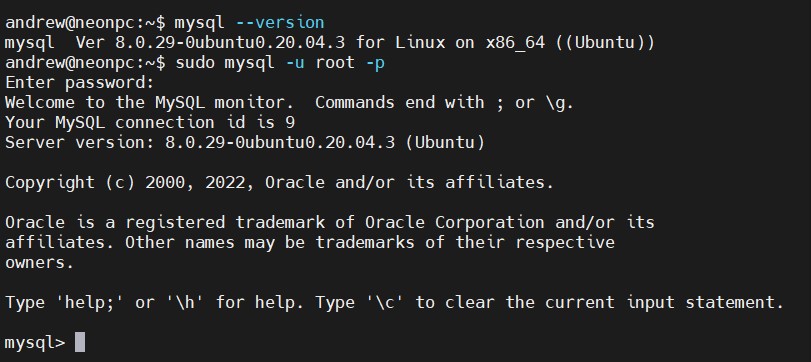 andrew@neonpc:~$ mysql --version
mysql  Ver 8.0.29-0ubuntu0.20.04.3 for Linux on x86_64 ((Ubuntu))
andrew@neonpc:~$ sudo mysql -u root -p
Enter password:
Welcome to the MySQL monitor.  Commands end with ; or \g.
Your MySQL connection id is 9
Server version: 8.0.29-0ubuntu0.20.04.3 (Ubuntu)
Copyright (c) 2000, 2022, Oracle and/or its affiliates.
Oracle is a registered trademark of Oracle Corporation and/or its
affiliates. Other names may be trademarks of their respective
owners.
Type 'help;' or '\h' for help. Type '\c' to clear the current input statement.
mysql>